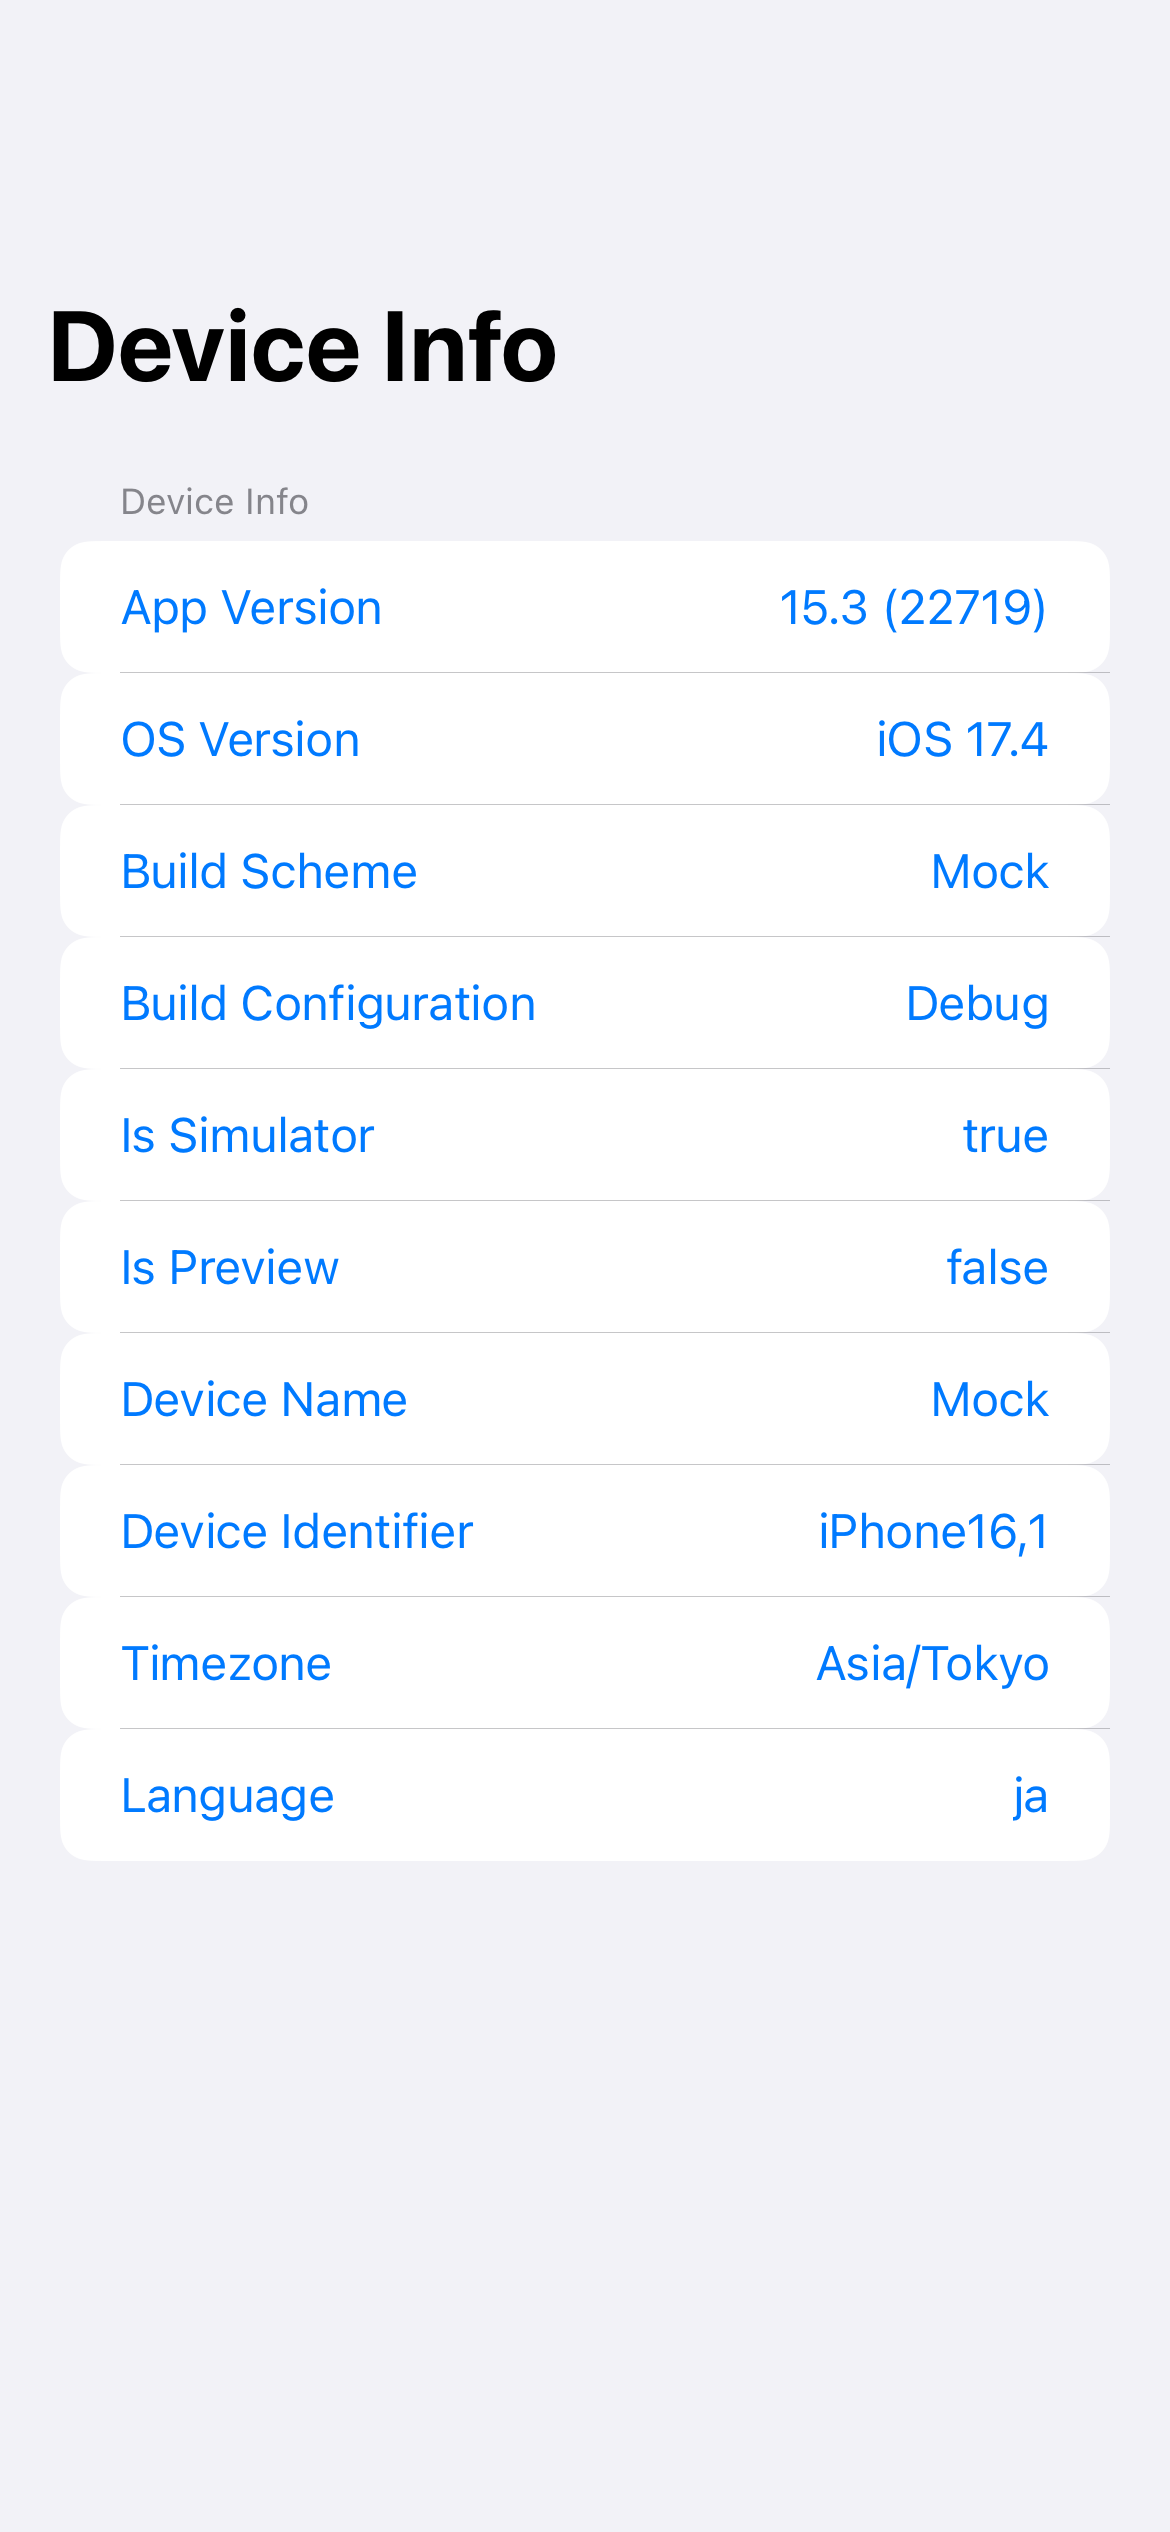 Device Info
Device Info
App Version 15.3 (22719)
OS Version iOS 17.4
Build Scheme Mock
Build Configuration Debug
Is Simulator true
Is Preview false
Device Name Mock
Device Identifier iPhone16,1
Timezone Asia/Tokyo
Language ja